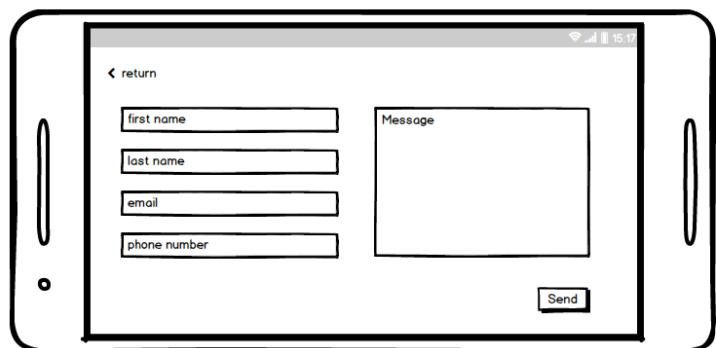 15:17
return
first name
last name
email
phone number
Message
Send